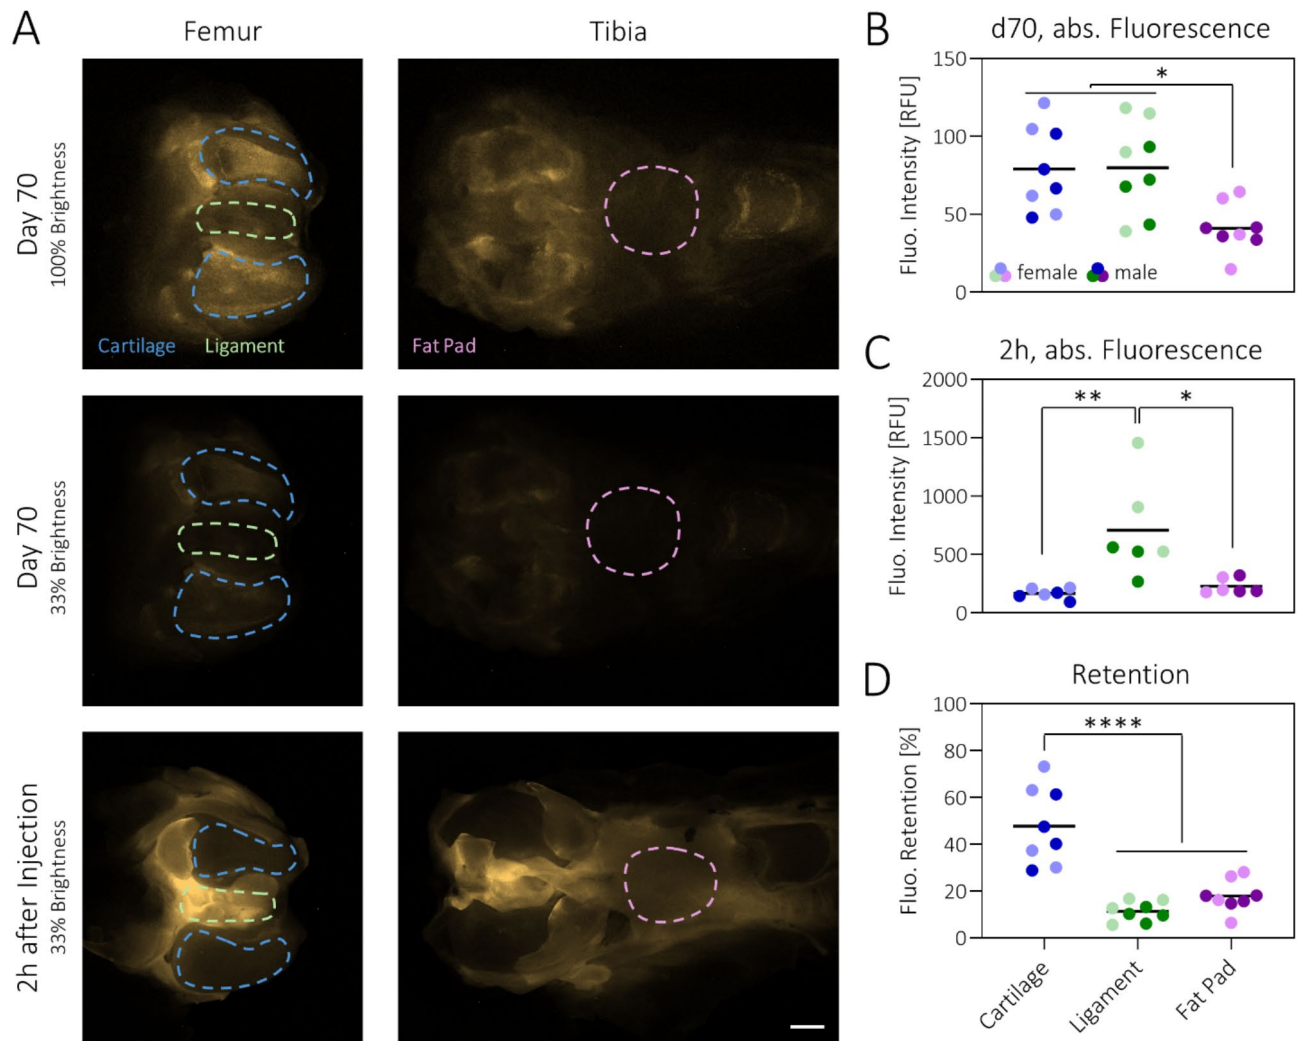 A
Femur
Tibia
Day 70
100% Brightness
Cartilage
Ligament
Fat Pad
Day 70
33% Brightness
2h after Injection
33% Brightness
B
d70, abs. Fluorescence
Fluo. Intensity [RFU]
150
100
50
0
*
female
male
C
2h, abs. Fluorescence
Fluo. Intensity [RFU]
2000
1500
1000
500
0
**
*
D
Retention
Fluo. Retention [%]
100
80
60
40
20
0
****
Cartilage
Ligament
Fat Pad